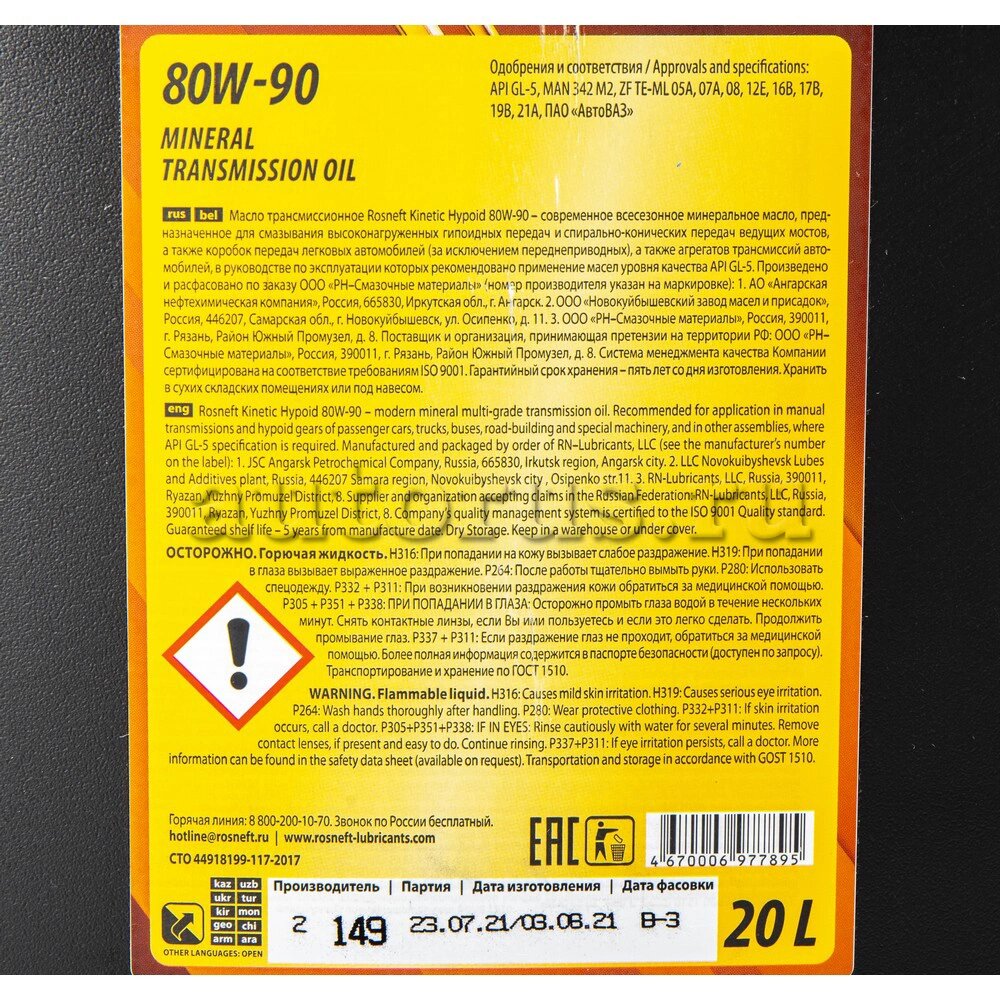 80W-90
MINERAL
TRANSMISSION OIL
Одобрения и соответствия / Approvals and specifications:
API GL-5, MAN 342 M2, ZF TE-ML 05A, 07A, 08, 12E, 16B, 17B,
19B, 21A, ПАО «АвтоВАЗ»
rus bel Масло трансмиссионное Rosneft Kinetic Hypoid 80W-90 – современное всесезонное минеральное масло, пред-
назначенное для смазывания высоконагруженных гипоидных передач и спирально-конических передач ведущих мостов,
а также коробок передач легковых автомобилей (за исключением переднеприводных), а также агрегатов трансмиссий авто-
мобилей, в руководстве по эксплуатации которых рекомендовано применение масел уровня качества API GL-5. Произведено
и расфасовано по заказу ООО «РН–Смазочные материалы» (номер производителя указан на маркировке): 1. АО «Ангарская
нефтехимическая компания», Россия, 665830, Иркутская обл., г. Ангарск. 2. ООО «Новокуйбышевский завод масел и присадок»,
Россия, 446207, Самарская обл., г. Новокуйбышевск, ул. Осипенко, д. 11. 3. ООО «РН–Смазочные материалы», Россия, 390011,
г. Рязань, Район Южный Промузел, д. 8. Поставщик и организация, принимающая претензии на территории РФ: ООО «РН–
Смазочные материалы», Россия, 390011, г. Рязань, Район Южный Промузел, д. 8. Система менеджмента качества Компании
сертифицирована на соответствие требованиям ISO 9001. Гарантийный срок хранения – пять лет со дня изготовления. Хранить
в сухих складских помещениях или под навесом.
eng Rosneft Kinetic Hypoid 80W-90 – modern mineral multi-grade transmission oil. Recommended for application in manual
transmissions and hypoid gears of passenger cars, trucks, buses, road-building and special machinery, and in other assemblies, where
API GL-5 specification is required. Manufactured and packaged by order of RN–Lubricants, LLC (see the manufacturer's number
on the label): 1. JSC Angarsk Petrochemical Company, Russia, 665830, Irkutsk region, Angarsk city. 2. LLC Novokuibyshevsk Lubes
and Additives plant, Russia, 446207 Samara region, Novokuibyshevsk city, Osipenko str.11. 3. RN-Lubricants, LLC, Russia, 390011,
Ryazan, Yuzhny Promuzel District, 8. Supplier and organization accepting claims in the Russian Federation: RN-Lubricants, LLC, Russia,
390011, Ryazan, Yuzhny Promuzel District, 8. Company quality management system is certified to the ISO 9001 Quality standard.
Guaranteed shelf life – 5 years from manufacture date. Dry Storage. Keep in a warehouse or under cover.
autoocus.ru
ОСТОРОЖНО. Горючая жидкость. H316: При попадании на кожу вызывает слабое раздражение. H319: При попадании
в глаза вызывает выраженное раздражение. P264: После работы тщательно вымыть руки. P280: Использовать
спецодежду. P332 + P311: При возникновении раздражения кожи обратиться за медицинской помощью.
P305 + P351 + P338: ПРИ ПОПАДАНИИ В ГЛАЗА: Осторожно промыть глаза водой в течение нескольких
минут. Снять контактные линзы, если Вы ими пользуетесь и если это легко сделать. Продолжить
промывание глаз. P337 + P311: Если раздражение глаз не проходит, обратиться за медицинской
помощью. Более полная информация содержится в паспорте безопасности (доступен по запросу).
Транспортирование и хранение по ГОСТ 1510.
WARNING. Flammable liquid. H316: Causes mild skin irritation. H319: Causes serious eye irritation.
P264: Wash hands thoroughly after handling. P280: Wear protective clothing. P332+P311: If skin irritation
occurs, call a doctor. P305+P351+P338: IF IN EYES: Rinse cautiously with water for several minutes. Remove
contact lenses, if present and easy to do. Continue rinsing. P337+P311: If eye irritation persists, call a doctor. More
information can be found in the safety data sheet (available on request). Transportation and storage in accordance with GOST 1510.
Горячая линия: 8 800-200-10-70. Звонок по России бесплатный.
hotline@rosneft.ru | www.rosneft-lubricants.com
СТО 44918199-117-2017
EAC
4 670006 977895
kaz uzb
ukr tur
kir mon
geo chi
arm ara
OTHER LANGUAGES: OPEN
Производитель | Партия | Дата изготовления | Дата фасовки
2 149 23.07.21/03.08.21 В-3
20 L